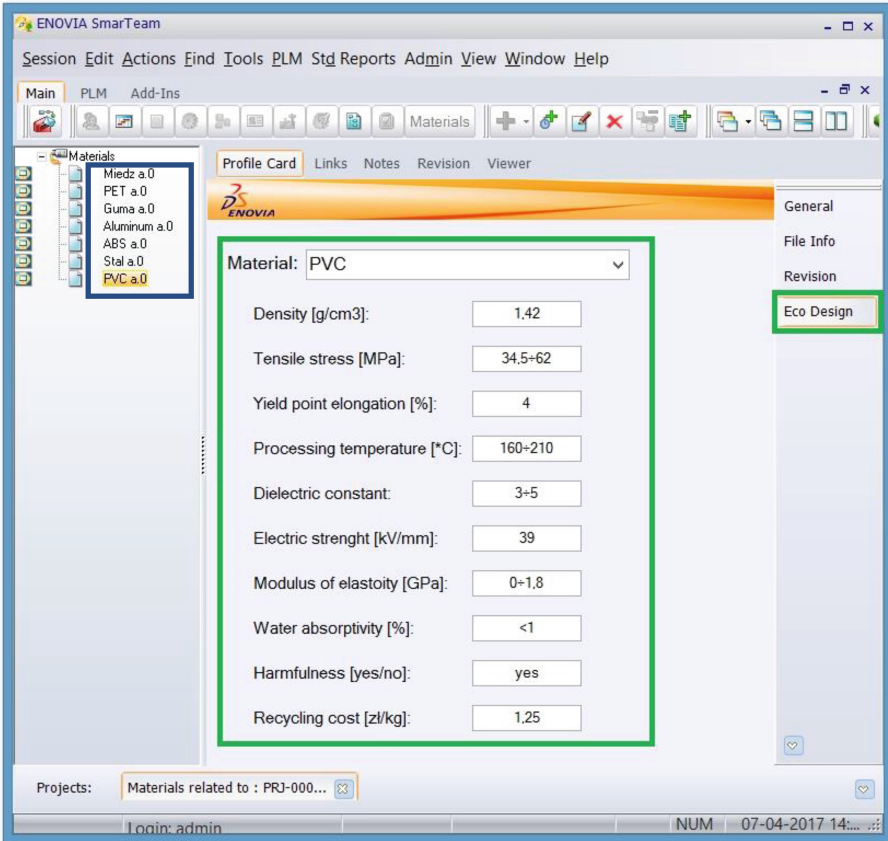 ENOVIA SmarTeam
Session Edit Actions Find Tools PLM Std Reports Admin View Window Help
Main PLM Add-Ins
Materials
Materials
Miedz a.0
PET a.0
Guma a.0
Aluminum a.0
ABS a.0
Stal a.0
PVC a.0
Profile Card Links Notes Revision Viewer
ENOVIA
Material: PVC
Density [g/cm3]: 1,42
Tensile stress [MPa]: 34,5÷62
Yield point elongation [%]: 4
Processing temperature [*C]: 160÷210
Dielectric constant: 3÷5
Electric strenght [kV/mm]: 39
Modulus of elastoity [GPa]: 0÷1,8
Water absorptivity [%]: <1
Harmfulness [yes/no]: yes
Recycling cost [zł/kg]: 1,25
General
File Info
Revision
Eco Design
Projects: Materials related to : PRJ-000...
Login: admin NUM 07-04-2017 14:...